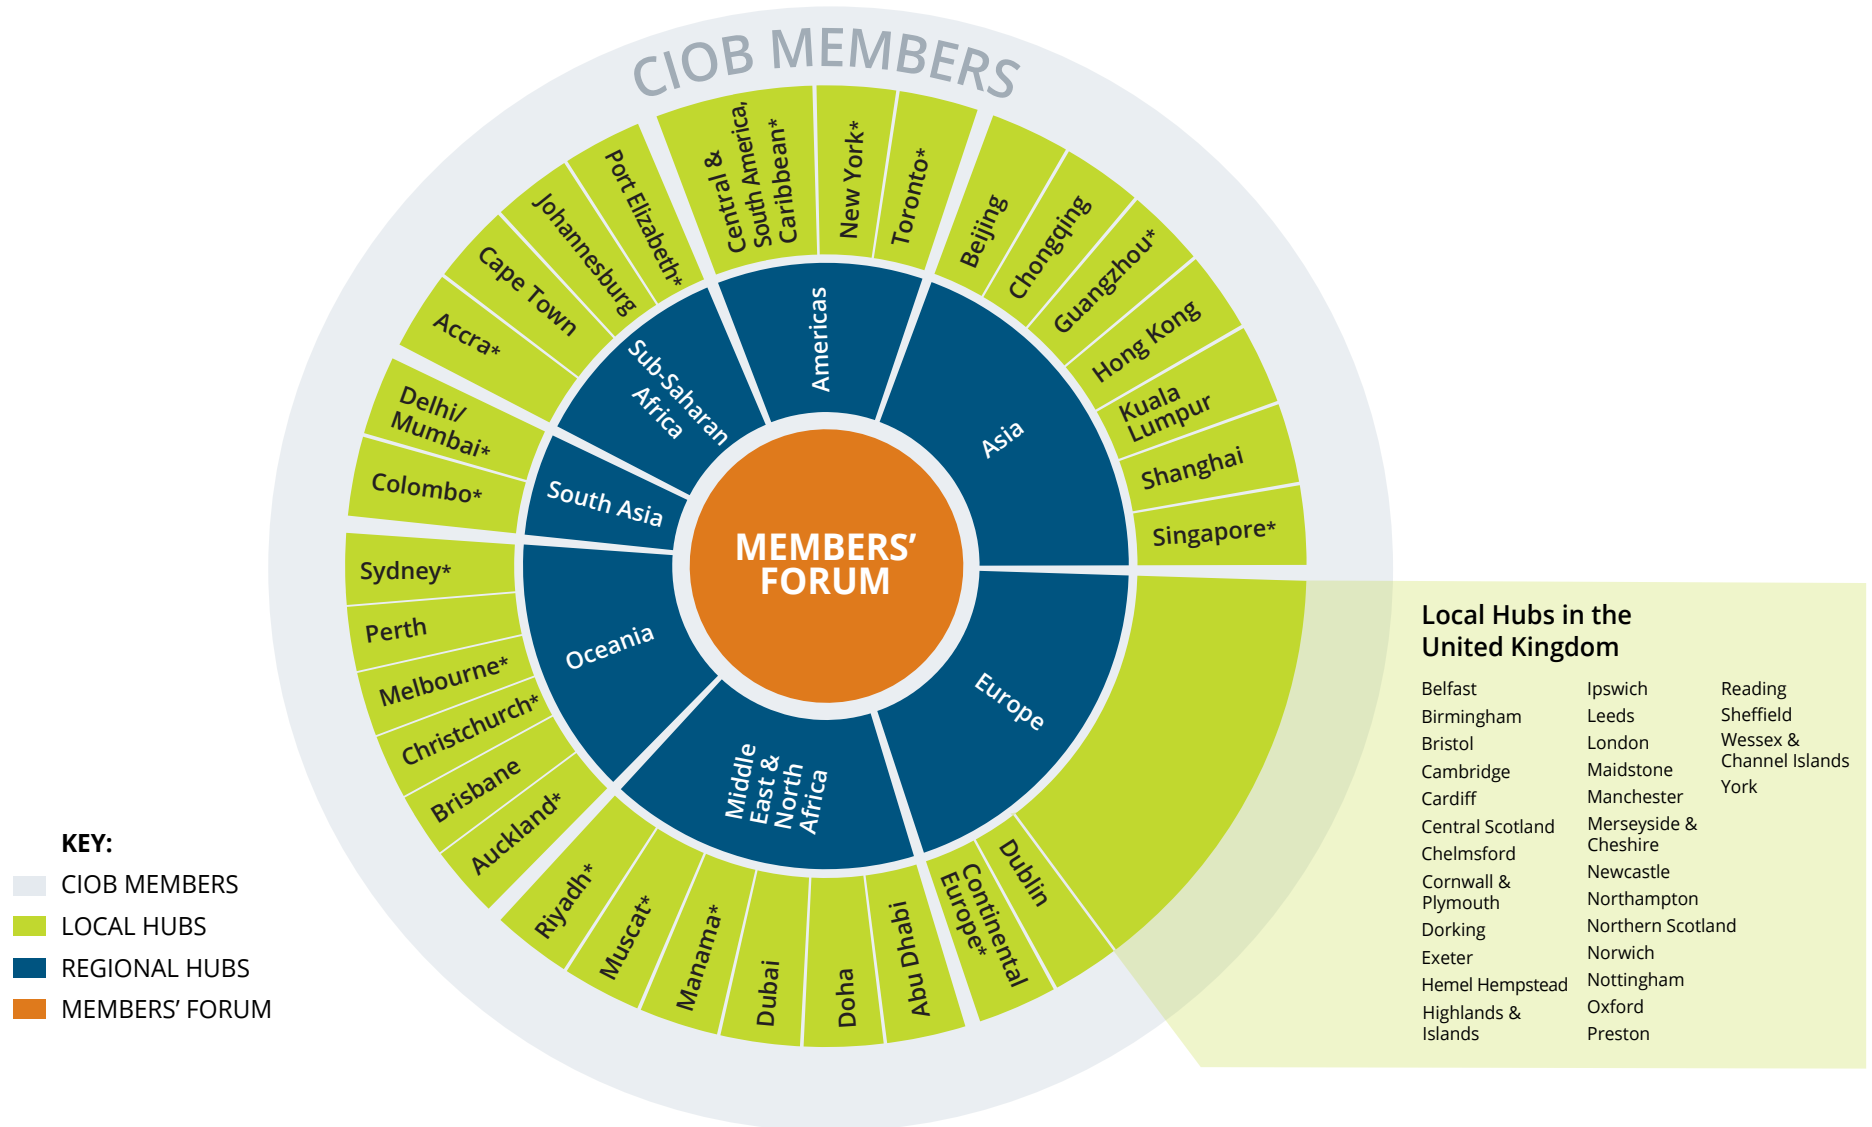 CIOB MEMBERS
Central &
South America,
Caribbean*
New York*
Toronto*
Beijing
Chongqing
Guangzhou*
Hong Kong
Kuala
Lumpur
Shanghai
Singapore*
Dublin
Continental
Europe*
Abu Dhabi
Doha
Dubai
Manama*
Muscat*
Riyadh*
Auckland*
Brisbane
Christchurch*
Melbourne*
Perth
Sydney*
Colombo*
Delhi/
Mumbai*
Accra*
Cape Town
Johannesburg
Port Elizabeth*
Americas
Asia
Europe
Middle
East &
North
Africa
Oceania
South Asia
Sub-Saharan
Africa
MEMBERS’
FORUM
Local Hubs in the
United Kingdom
Belfast
Birmingham
Bristol
Cambridge
Cardiff
Central Scotland
Chelmsford
Cornwall &
Plymouth
Dorking
Exeter
Hemel Hempstead
Highlands &
Islands
Ipswich
Leeds
London
Maidstone
Manchester
Merseyside &
Cheshire
Newcastle
Northampton
Northern Scotland
Norwich
Nottingham
Oxford
Preston
Reading
Sheffield
Wessex &
Channel Islands
York
KEY:
CIOB MEMBERS
LOCAL HUBS
REGIONAL HUBS
MEMBERS’ FORUM